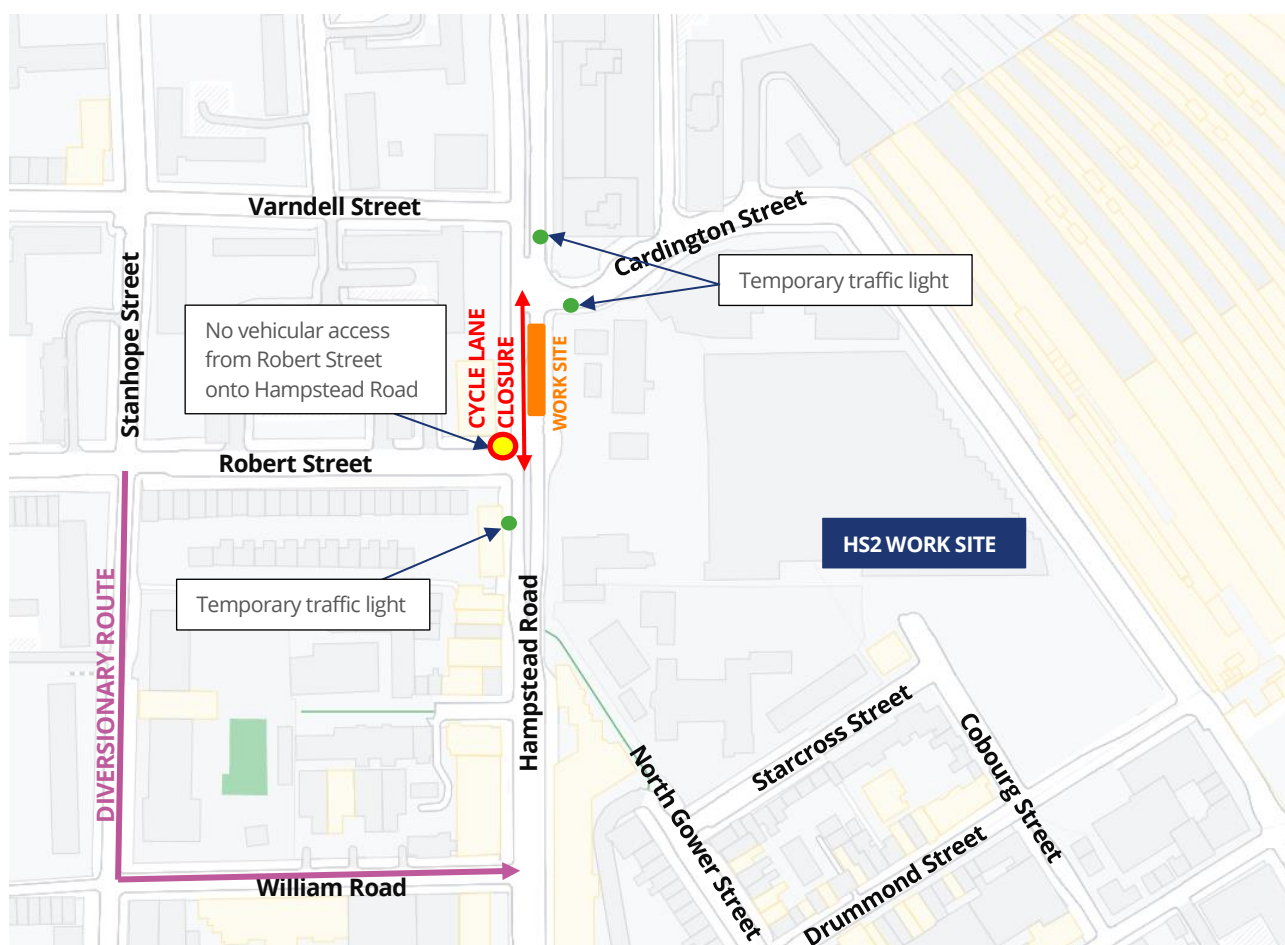 Varndell Street
Cardington Street
Temporary traffic light
Stanhope Street
No vehicular access
from Robert Street
onto Hampstead Road
CYCLE LANE
CLOSURE
WORK SITE
Robert Street
HS2 WORK SITE
Temporary traffic light
DIVERSIONARY ROUTE
Hampstead Road
Starcross Street
Cobourg Street
North Gower Street
Drummond Street
William Road